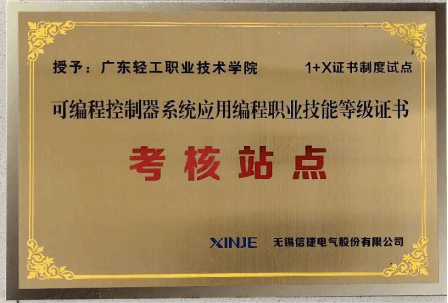 授予：广东轻工职业技术学院 1+X证书制度试点
可编程控制器系统应用编程职业技能等级证书
考核站点
XINJE 无锡信捷电气股份有限公司